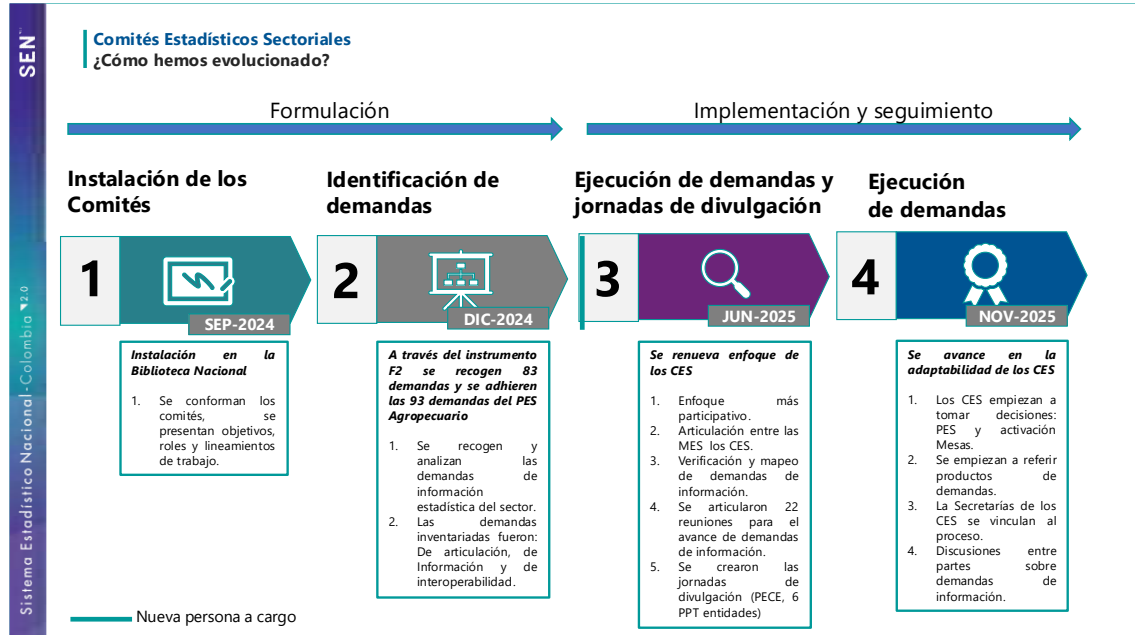 SEN
Sistema Estadístico Nacional-Colombia 2.0
Comités Estadísticos Sectoriales
¿Cómo hemos evolucionado?
Formulación
Implementación y seguimiento
Instalación de los
Comités
1
SEP-2024
Instalación en la
Biblioteca Nacional
1. Se conforman los
comités, se
presentan objetivos,
roles y lineamientos
de trabajo.
Identificación de
demandas
2
DIC-2024
A través del instrumento
F2 se recogen 83
demandas y se adhieren
las 93 demandas del PES
Agropecuario
1. Se recogen y
analizan las
demandas de
información
estadística del sector.
2. Las demandas
inventariadas fueron:
De articulación, de
Información y de
interoperabilidad.
Ejecución de demandas y
jornadas de divulgación
3
JUN-2025
Se renueva enfoque de
los CES
1. Enfoque más
participativo.
2. Articulación entre las
MES los CES.
3. Verificación y mapeo
de demandas de
información.
4. Se articularon 22
reuniones para el
avance de demandas
de información.
5. Se crearon las
jornadas de
divulgación (PECE, 6
PPT entidades)
Ejecución
de demandas
4
NOV-2025
Se avance en la
adaptabilidad de los CES
1. Los CES empiezan a
tomar decisiones:
PES y activación
Mesas.
2. Se empiezan a referir
productos de
demandas.
3. La Secretarías de los
CES se vinculan al
proceso.
4. Discusiones entre
partes sobre
demandas de
información.
Nueva persona a cargo